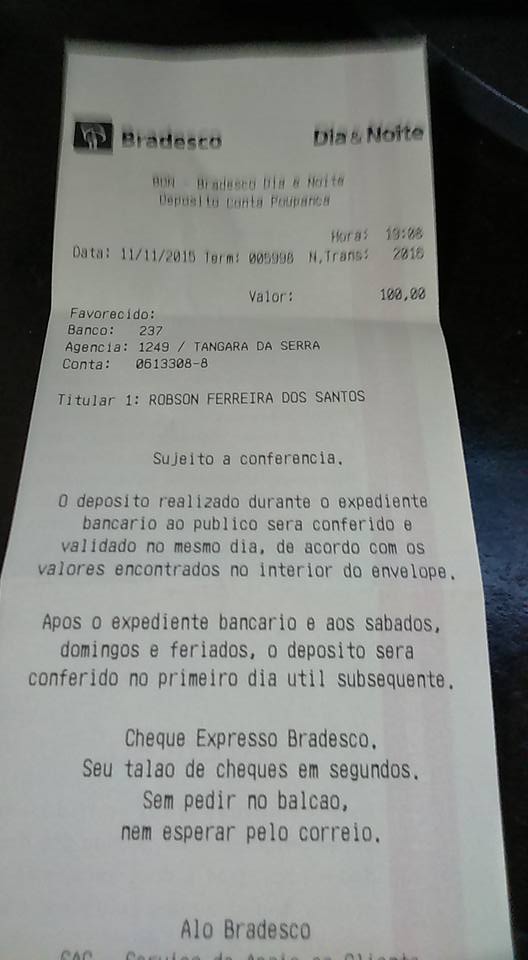 Bradesco Dia & Noite
BDN - Bradesco Dia & Noite
Deposito Conta Poupanca
Hora: 19:08
Data: 11/11/2015 Term: 005998 N.Trans: 2016
Valor: 100,00
Favorecido:
Banco: 237
Agencia: 1249 / TANGARA DA SERRA
Conta: 0613308-8
Titular 1: ROBSON FERREIRA DOS SANTOS
Sujeito a conferencia.
O deposito realizado durante o expediente
bancario ao publico sera conferido e
validado no mesmo dia, de acordo com os
valores encontrados no interior do envelope.
Apos o expediente bancario e aos sabados,
domingos e feriados, o deposito sera
conferido no primeiro dia util subsequente.
Cheque Expresso Bradesco.
Seu talao de cheques em segundos.
Sem pedir no balcao,
nem esperar pelo correio.
Alo Bradesco
SAC - Servico de Apoio ao Cliente